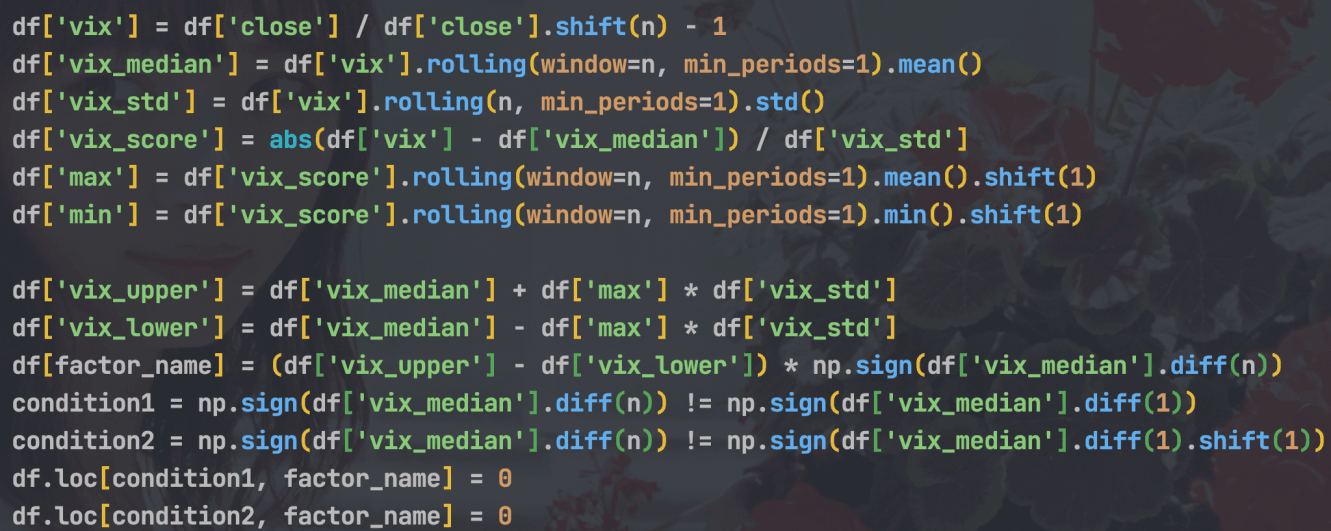 df['vix'] = df['close'] / df['close'].shift(n) - 1
df['vix_median'] = df['vix'].rolling(window=n, min_periods=1).mean()
df['vix_std'] = df['vix'].rolling(n, min_periods=1).std()
df['vix_score'] = abs(df['vix'] - df['vix_median']) / df['vix_std']
df['max'] = df['vix_score'].rolling(window=n, min_periods=1).mean().shift(1)
df['min'] = df['vix_score'].rolling(window=n, min_periods=1).min().shift(1)
df['vix_upper'] = df['vix_median'] + df['max'] * df['vix_std']
df['vix_lower'] = df['vix_median'] - df['max'] * df['vix_std']
df[factor_name] = (df['vix_upper'] - df['vix_lower']) * np.sign(df['vix_median'].diff(n))
condition1 = np.sign(df['vix_median'].diff(n)) != np.sign(df['vix_median'].diff(1))
condition2 = np.sign(df['vix_median'].diff(n)) != np.sign(df['vix_median'].diff(1).shift(1))
df.loc[condition1, factor_name] = 0
df.loc[condition2, factor_name] = 0